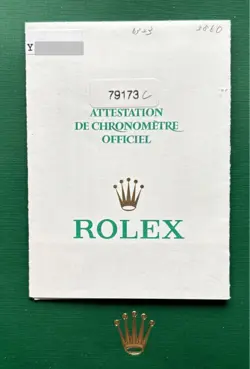 Y
79173 C
ATTESTATION
DE CHRONOMÈTRE
OFFICIEL
ROLEX